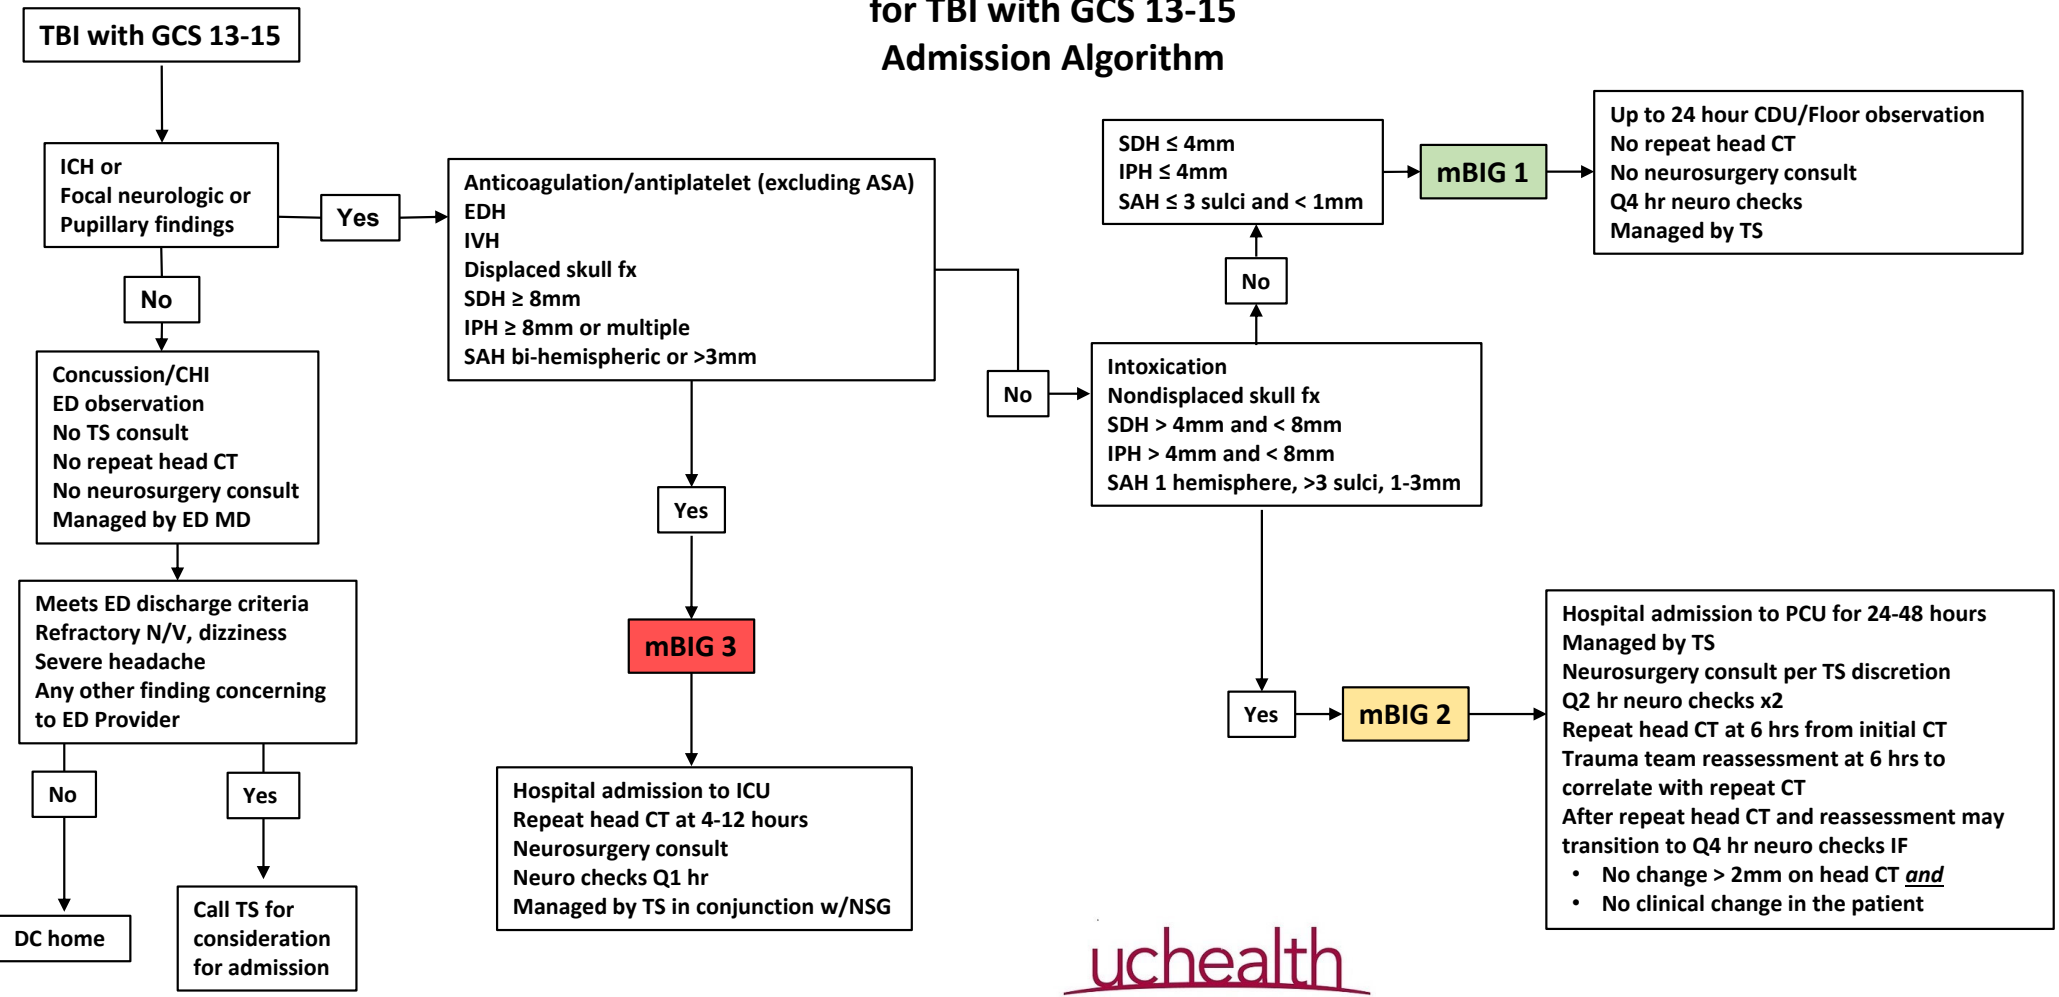 for TBI with GCS 13-15
Admission Algorithm
TBI with GCS 13-15
ICH or
Focal neurologic or
Pupillary findings
Yes
No
Concussion/CHI
ED observation
No TS consult
No repeat head CT
No neurosurgery consult
Managed by ED MD
Meets ED discharge criteria
Refractory N/V, dizziness
Severe headache
Any other finding concerning
to ED Provider
No
Yes
DC home
Call TS for
consideration
for admission
Anticoagulation/antiplatelet (excluding ASA)
EDH
IVH
Displaced skull fx
SDH ≥ 8mm
IPH ≥ 8mm or multiple
SAH bi-hemispheric or >3mm
Yes
mBIG 3
Hospital admission to ICU
Repeat head CT at 4-12 hours
Neurosurgery consult
Neuro checks Q1 hr
Managed by TS in conjunction w/NSG
No
Intoxication
Nondisplaced skull fx
SDH > 4mm and < 8mm
IPH > 4mm and < 8mm
SAH 1 hemisphere, >3 sulci, 1-3mm
No
SDH ≤ 4mm
IPH ≤ 4mm
SAH ≤ 3 sulci and < 1mm
mBIG 1
Up to 24 hour CDU/Floor observation
No repeat head CT
No neurosurgery consult
Q4 hr neuro checks
Managed by TS
Yes
mBIG 2
Hospital admission to PCU for 24-48 hours
Managed by TS
Neurosurgery consult per TS discretion
Q2 hr neuro checks x2
Repeat head CT at 6 hrs from initial CT
Trauma team reassessment at 6 hrs to
correlate with repeat CT
After repeat head CT and reassessment may
transition to Q4 hr neuro checks IF
• No change > 2mm on head CT and
• No clinical change in the patient
uchealth